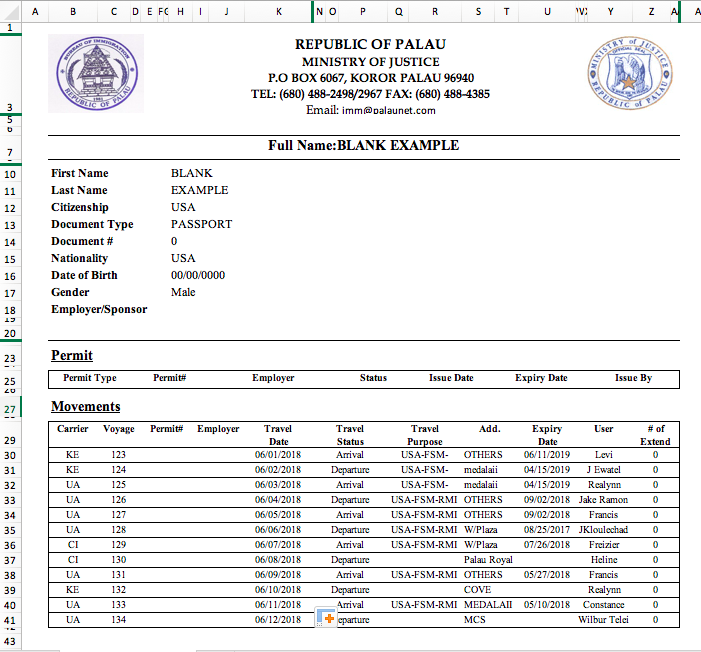 A B C D E F G H I J K N O P Q R S T U Y Z A
1
REPUBLIC OF PALAU
MINISTRY OF JUSTICE
P.O BOX 6067, KOROR PALAU 96940
TEL: (680) 488-2498/2967 FAX: (680) 488-4385
Email: imm@palaunet.com
BUREAU OF IMMIGRATION
REPUBLIC OF PALAU
MINISTRY of JUSTICE
OFFICIAL SEAL
REPUBLIC of PALAU
3
5
6
7 Full Name:BLANK EXAMPLE
10 First Name BLANK
11 Last Name EXAMPLE
12 Citizenship USA
13 Document Type PASSPORT
14 Document # 0
15 Nationality USA
16 Date of Birth 00/00/0000
17 Gender Male
18 Employer/Sponsor
19
20
23 Permit
25 Permit Type Permit# Employer Status Issue Date Expiry Date Issue By
26
27 Movements
29 Carrier Voyage Permit# Employer Travel Date Travel Status Travel Purpose Add. Expiry Date User # of Extend
30 KE 123 06/01/2018 Arrival USA-FSM- OTHERS 06/11/2019 Levi 0
31 KE 124 06/02/2018 Departure USA-FSM- medalaii 04/15/2019 J Ewatel 0
32 UA 125 06/03/2018 Arrival USA-FSM- medalaii 04/15/2019 Realynn 0
33 UA 126 06/04/2018 Departure USA-FSM-RMI OTHERS 09/02/2018 Jake Ramon 0
34 UA 127 06/05/2018 Arrival USA-FSM-RMI OTHERS 09/02/2018 Francis 0
35 UA 128 06/06/2018 Departure USA-FSM-RMI W/Plaza 08/25/2017 JKloulechad 0
36 CI 129 06/07/2018 Arrival USA-FSM-RMI W/Plaza 07/26/2018 Freizier 0
37 CI 130 06/08/2018 Departure Palau Royal Heline 0
38 UA 131 06/09/2018 Arrival USA-FSM-RMI OTHERS 05/27/2018 Francis 0
39 KE 132 06/10/2018 Departure COVE Realynn 0
40 UA 133 06/11/2018 Arrival USA-FSM-RMI MEDALAII 05/10/2018 Constance 0
41 UA 134 06/12/2018 eparture MCS Wilbur Telei 0
43